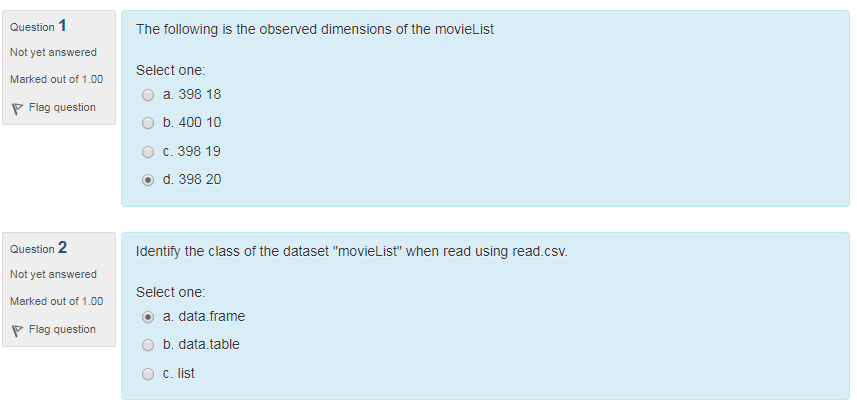 Question 1
Not yet answered
Marked out of 1.00
Flag question
The following is the observed dimensions of the movieList
Select one:
a. 398 18
b. 400 10
c. 398 19
d. 398 20
Question 2
Not yet answered
Marked out of 1.00
Flag question
Identify the class of the dataset "movieList" when read using read.csv.
Select one:
a. data.frame
b. data.table
c. list